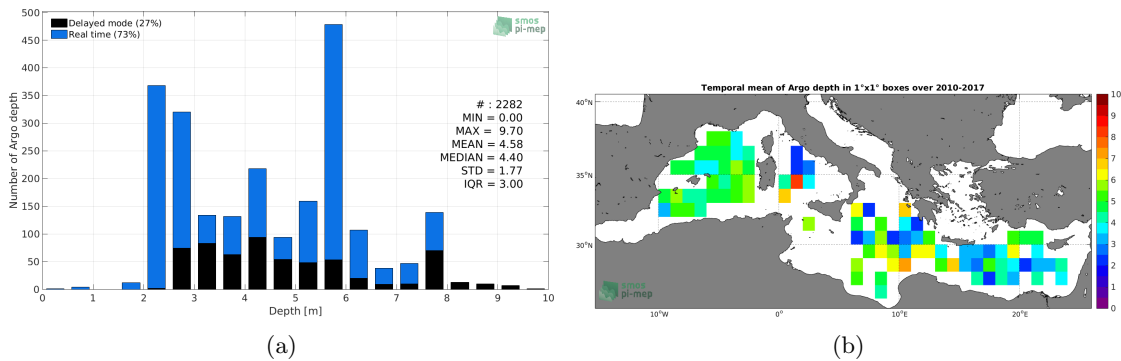 500
450
400
350
300
250
200
150
100
50
0
Number of Argo depth
Delayed mode (27%)
Real time (73%)
smos
pi-mep
# : 2282
MIN = 0.00
MAX = 9.70
MEAN = 4.58
MEDIAN = 4.40
STD = 1.77
IQR = 3.00
0 1 2 3 4 5 6 7 8 9 10
Depth [m]
(a)
Temporal mean of Argo depth in 1°x1° boxes over 2010-2017
40°N
35°N
30°N
10°W 0°E 10°E 20°E
smos
pi-mep
10
9
8
7
6
5
4
3
2
1
0
(b)